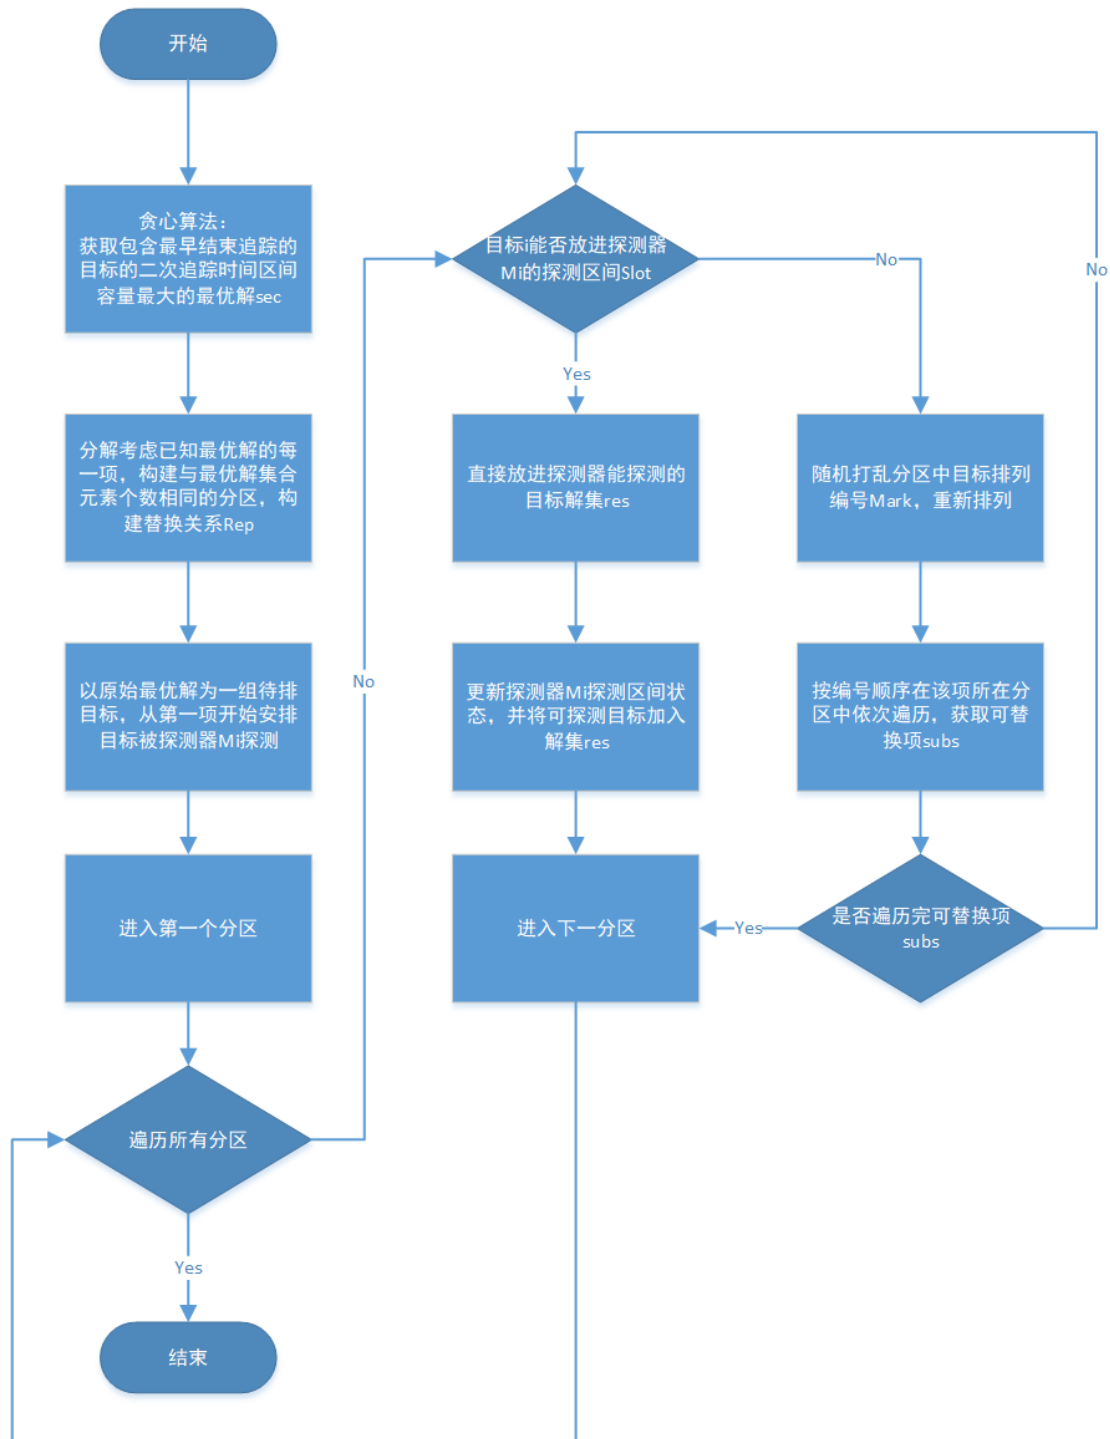 开始
贪心算法：
获取包含最早结束追踪的
目标的二次追踪时间区间
容量最大的最优解sec
分解考虑已知最优解的每
一项，构建与最优解集合
元素个数相同的分区，构
建替换关系Rep
以原始最优解为一组待排
目标，从第一项开始安排
目标被探测器Mi探测
进入第一个分区
遍历所有分区
Yes
结束
No
目标i能否放进探测器
Mi的探测区间Slot
Yes
直接放进探测器能探测的
目标解集res
更新探测器Mi探测区间状
态，并将可探测目标加入
解集res
进入下一分区
No
随机打乱分区中目标排列
编号Mark，重新排列
按编号顺序在该项所在分
区中依次遍历，获取可替
换项subs
是否遍历完可替换项
subs
Yes
No